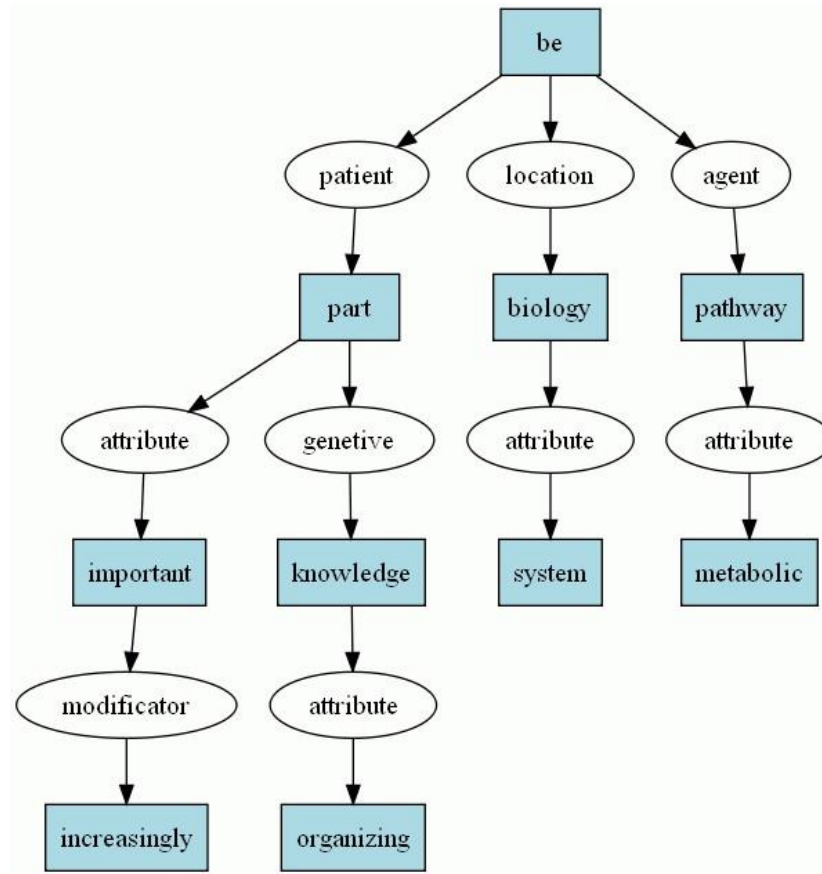 be
patient location agent
part biology pathway
attribute genetive attribute attribute
important knowledge system metabolic
modificator attribute
increasingly organizing